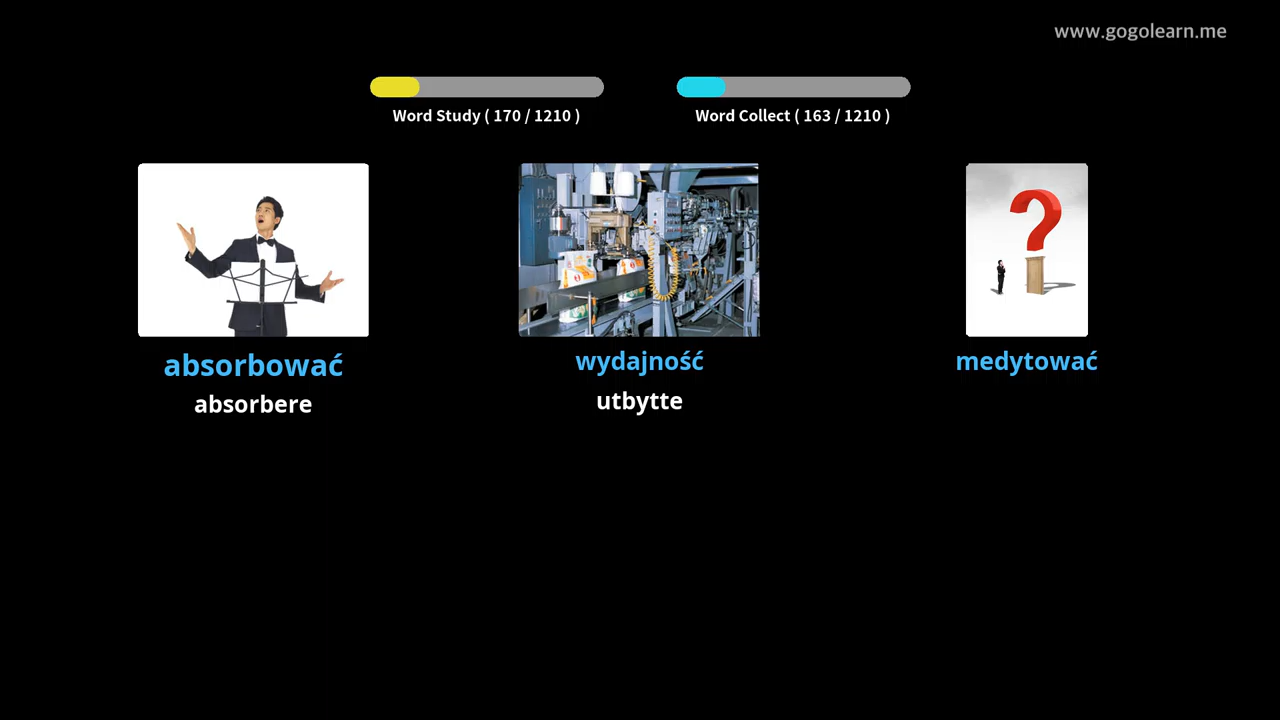 www.gogolearn.me
Word Study ( 170 / 1210 )
Word Collect ( 163 / 1210 )
absorbować
absorbere
wydajność
utbytte
medytować